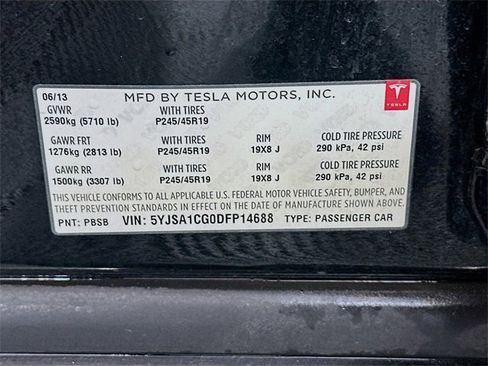 06/13 MFD BY TESLA MOTORS, INC.
GVWR WITH TIRES
2590kg (5710 lb) P245/45R19
TESLA
GAWR FRT WITH TIRES RIM COLD TIRE PRESSURE
1276kg (2813 lb) P245/45R19 19X8 J 290 kPa, 42 psi
GAWR RR WITH TIRES RIM COLD TIRE PRESSURE
1500kg (3307 lb) P245/45R19 19X8 J 290 kPa, 42 psi
THIS VEHICLE CONFORMS TO ALL APPLICABLE U.S. FEDERAL MOTOR VEHICLE SAFETY, BUMPER, AND
THEFT PREVENTION STANDARDS IN EFFECT ON THE DATE OF MANUFACTURE SHOWN ABOVE.
PNT: PBSB VIN: 5YJSA1CG0DFP14688 TYPE: PASSENGER CAR